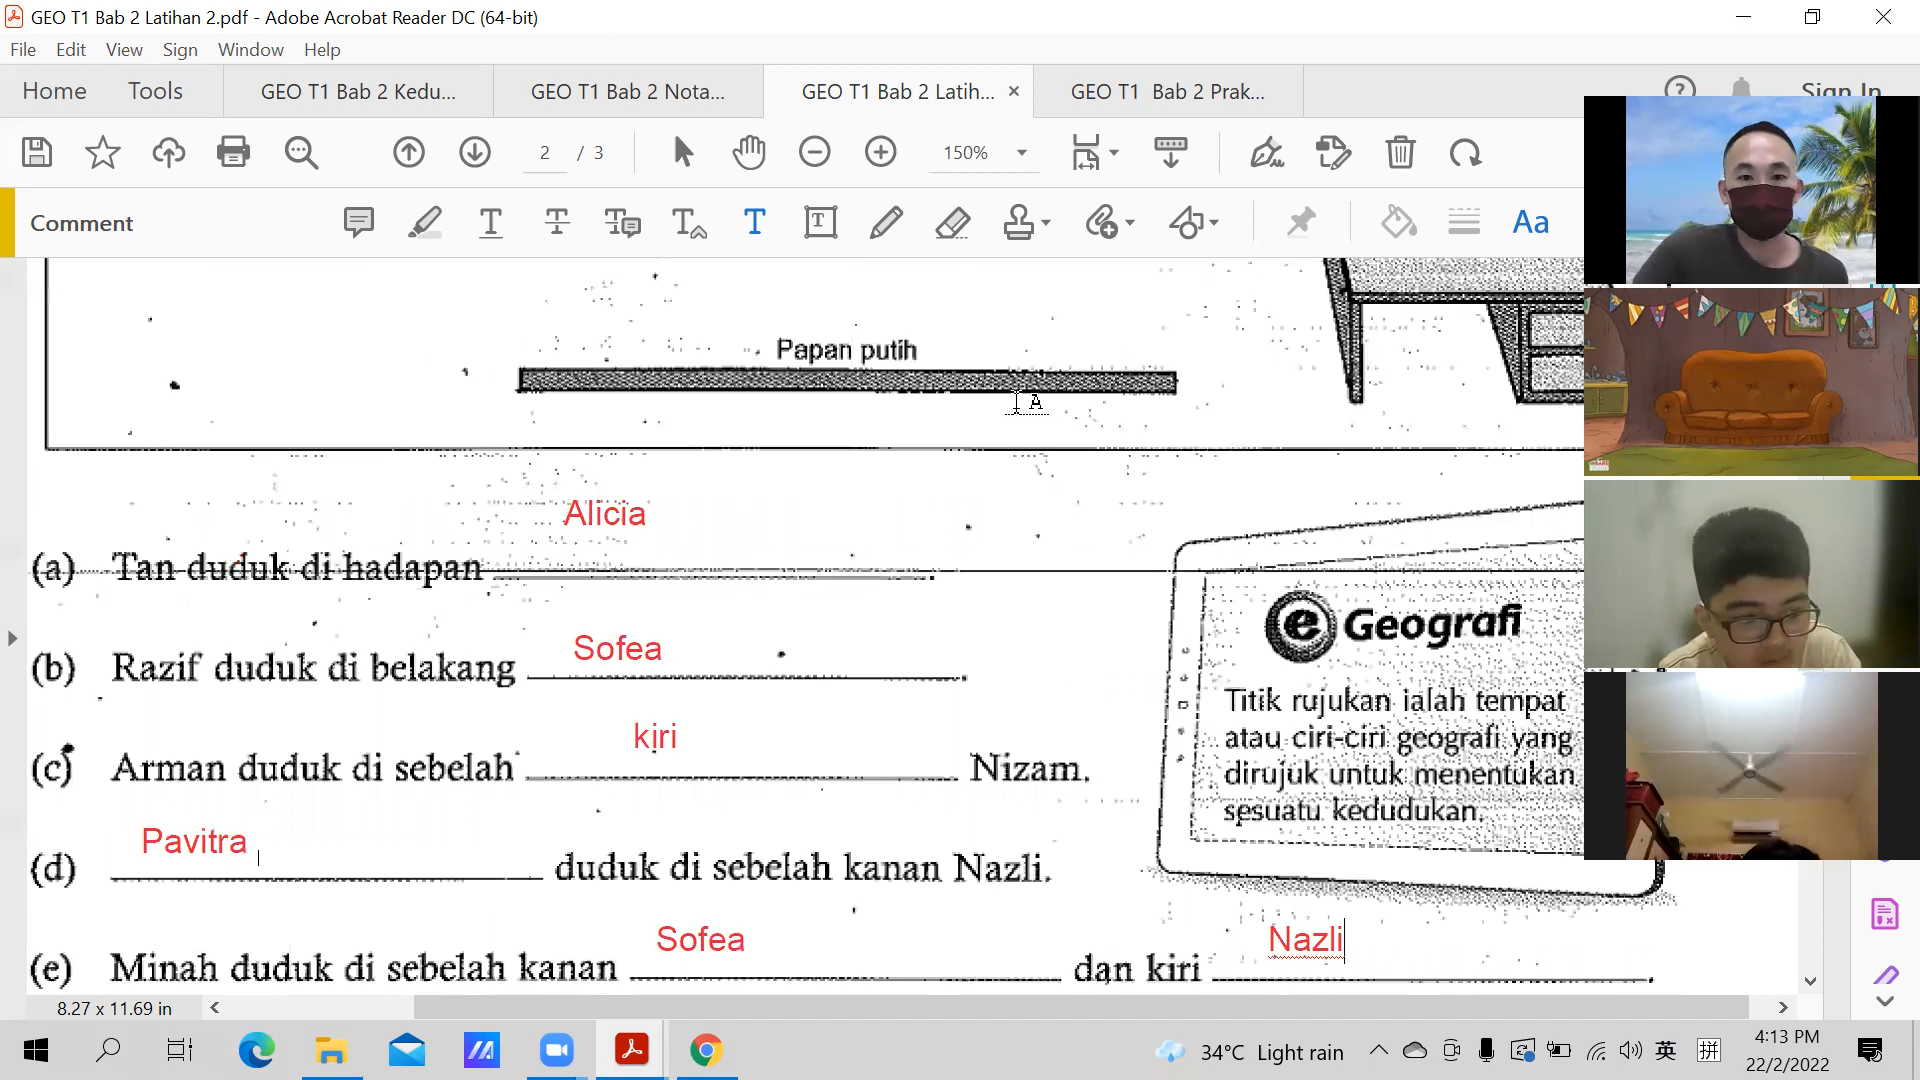 GEO T1 Bab 2 Latihan 2.pdf - Adobe Acrobat Reader DC (64-bit)
File Edit View Sign Window Help
Home Tools GEO T1 Bab 2 Kedu... GEO T1 Bab 2 Nota... GEO T1 Bab 2 Latih... × GEO T1 Bab 2 Prak... Sign In
2 / 3 150%
Comment
Papan putih
Alicia
(a) Tan duduk di hadapan
Sofea
(b) Razif duduk di belakang
kiri
(c) Arman duduk di sebelah Nizam.
Pavitra
(d) duduk di sebelah kanan Nazli.
Sofea Nazli
(e) Minah duduk di sebelah kanan dan kiri
e Geografi
Titik rujukan ialah tempat
atau ciri-ciri geografi yang
dirujuk untuk menentukan
sesuatu kedudukan.
8.27 x 11.69 in
34°C Light rain 英 拼 4:13 PM
22/2/2022